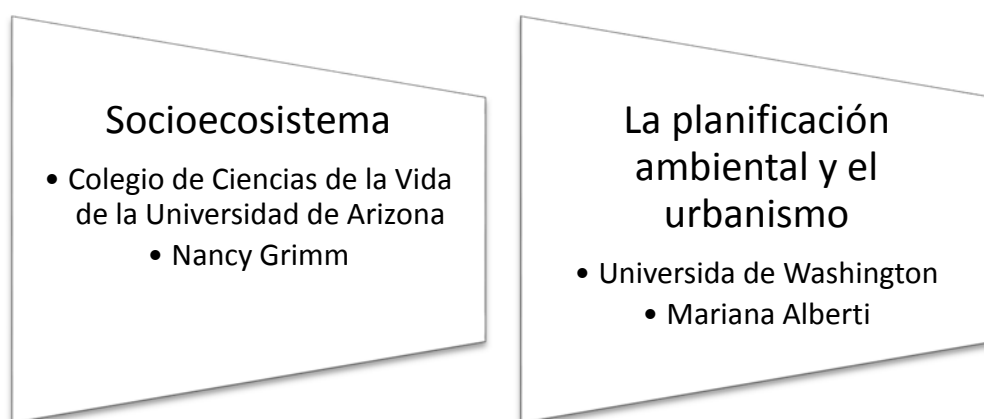 Socioecosistema
• Colegio de Ciencias de la Vida
de la Universidad de Arizona
• Nancy Grimm
La planificación
ambiental y el
urbanismo
• Universida de Washington
• Mariana Alberti